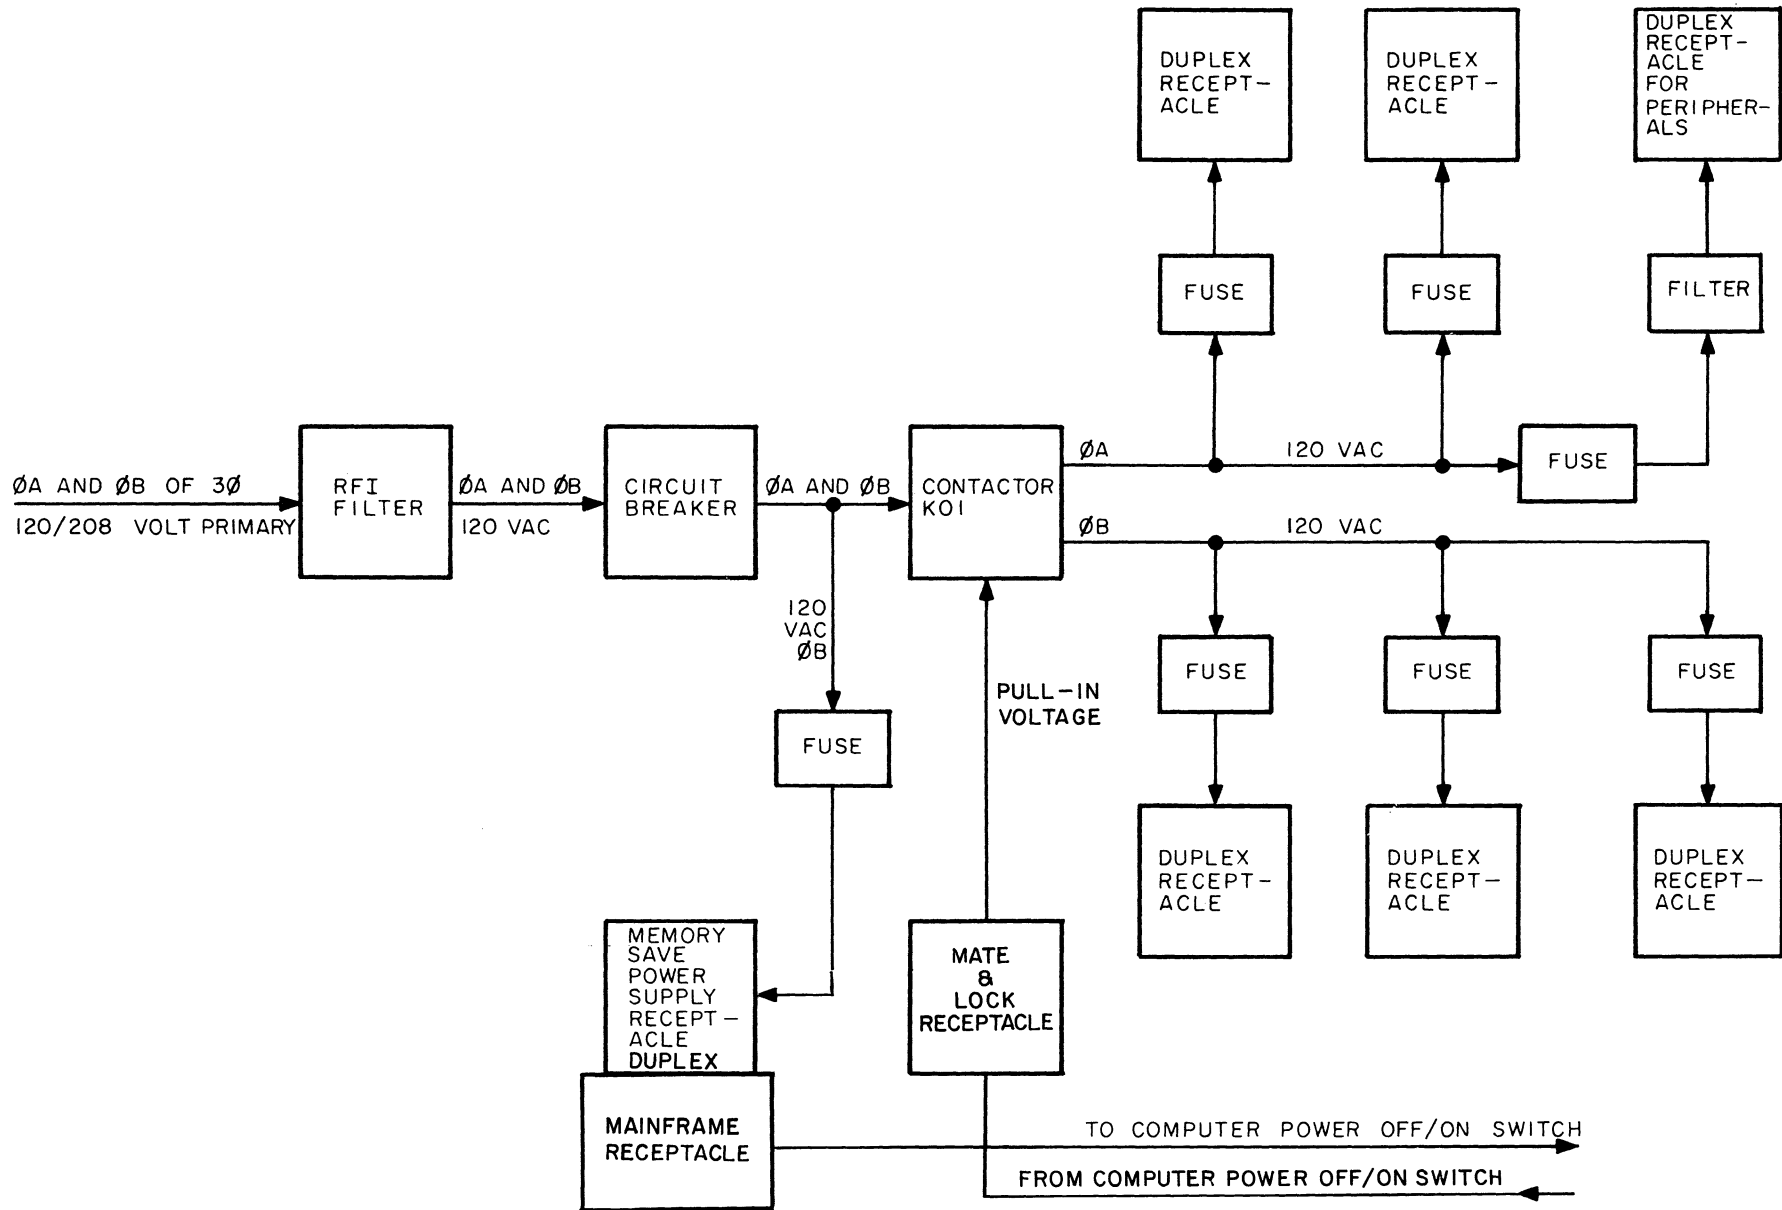 DUPLEX
RECEPT-
ACLE
DUPLEX
RECEPT-
ACLE
DUPLEX
RECEPT-
ACLE
FOR
PERIPHER-
ALS
FUSE
FUSE
FILTER
ØA AND ØB OF 3Ø
120/208 VOLT PRIMARY
RFI
FILTER
ØA AND ØB
120 VAC
CIRCUIT
BREAKER
ØA AND ØB
CONTACTOR
K01
ØA
120 VAC
FUSE
ØB
120 VAC
120
VAC
ØB
FUSE
PULL-IN
VOLTAGE
FUSE
FUSE
FUSE
DUPLEX
RECEPT-
ACLE
DUPLEX
RECEPT-
ACLE
DUPLEX
RECEPT-
ACLE
MEMORY
SAVE
POWER
SUPPLY
RECEPT-
ACLE
DUPLEX
MATE
&
LOCK
RECEPTACLE
MAINFRAME
RECEPTACLE
TO COMPUTER POWER OFF/ON SWITCH
FROM COMPUTER POWER OFF/ON SWITCH